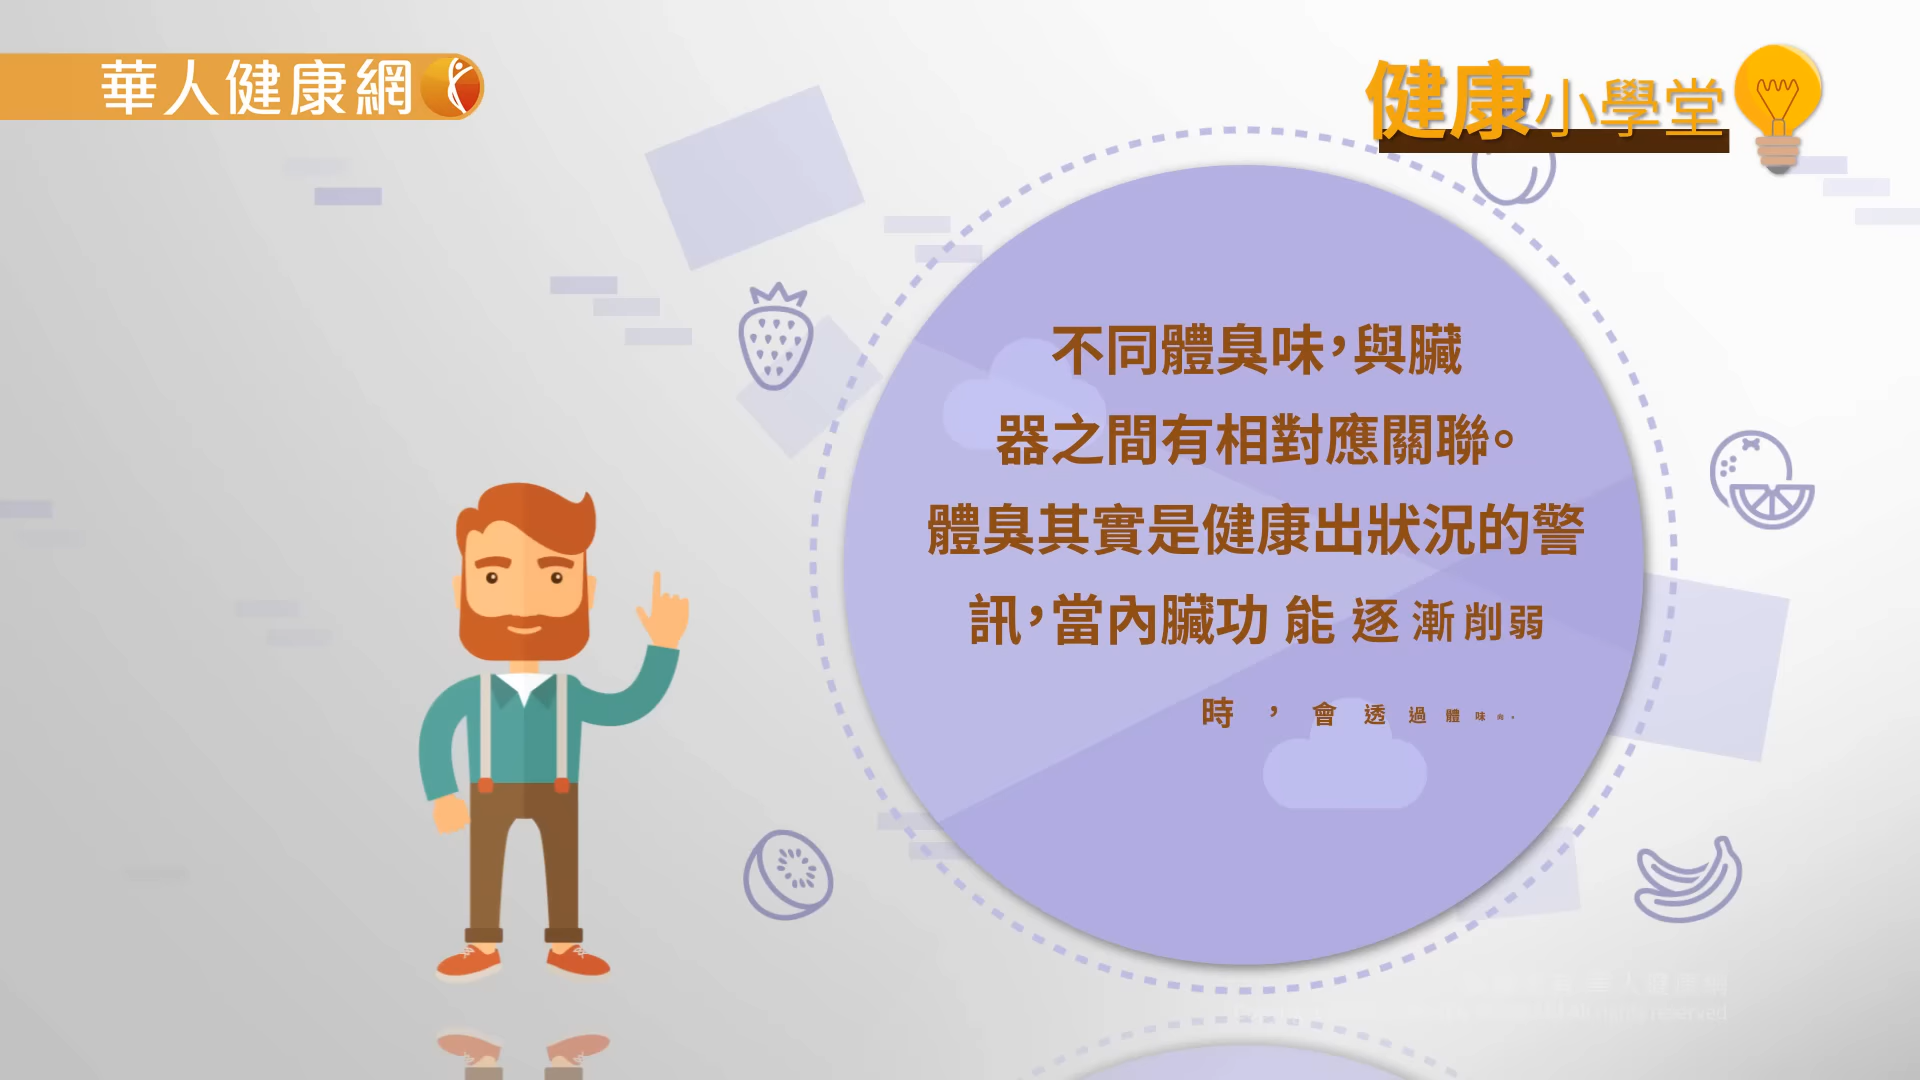 華人健康網
健康小學堂
不同體臭味，與臟
器之間有相對應關聯。
體臭其實是健康出狀況的警
訊，當內臟功能逐漸削弱
時，會透過體味